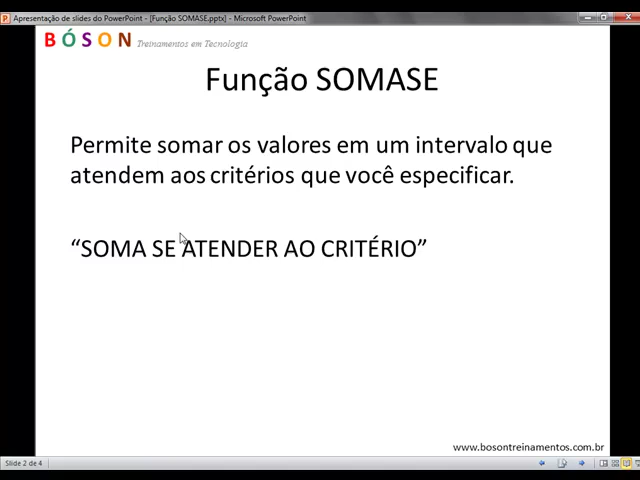 Apresentação de slides do PowerPoint - [Função SOMASE.pptx] - Microsoft PowerPoint
BÓSON Treinamentos em Tecnologia
Função SOMASE
Permite somar os valores em um intervalo que
atendem aos critérios que você especificar.
“SOMA SE ATENDER AO CRITÉRIO”
www.bosontreinamentos.com.br
Slide 2 de 4